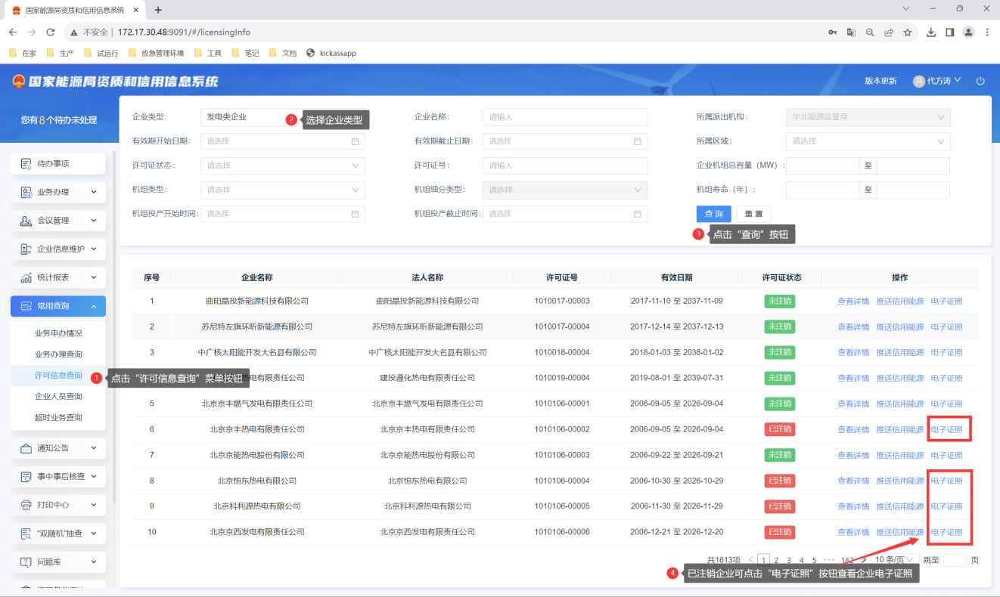 国家能源局资质和信用信息系统
不安全 172.17.30.48:9091/#/licensingInfo
在家 生产 试运行 应急管理环境 工具 笔记 文档 kickassapp
国家能源局资质和信用信息系统
版本更新 代方涛
您有8个待办未处理
待办事项
业务办理
会议管理
企业信息维护
统计报表
常用查询
业务申办情况
业务办理查询
许可信息查询
企业人员查询
超时业务查询
通知公告
事中事后核查
打印中心
“双随机”抽查
问题库
企业类型: 发电类企业 2 选择企业类型 企业名称: 请输入 所属派出机构: 华北能源监管局
有效期开始日期: 请选择 有效期截止日期: 请选择 所属区域: 请选择
许可证状态: 请选择 许可证号: 请输入 企业机组总容量（MW）: 至
机组类型: 请选择 机组细分类型: 请选择 机组寿命（年）: 至
机组投产开始时间: 请选择 机组投产截止时间: 请选择 查询 重置
3 点击“查询”按钮
序号 企业名称 法人名称 许可证号 有效日期 许可证状态 操作
1 曲阳晶投新能源科技有限公司 曲阳晶投新能源科技有限公司 1010017-00003 2017-11-10 至 2037-11-09 未注销 查看详情 推送信用能源 电子证照
2 苏尼特左旗环昕新能源有限公司 苏尼特左旗环昕新能源有限公司 1010017-00004 2017-12-14 至 2037-12-13 未注销 查看详情 推送信用能源 电子证照
3 中广核太阳能开发大名县有限公司 中广核太阳能开发大名县有限公司 1010018-00004 2018-01-03 至 2038-01-02 未注销 查看详情 推送信用能源 电子证照
1 点击“许可信息查询”菜单按钮 电有限责任公司 建投遵化热电有限责任公司 1010019-00004 2019-08-01 至 2039-07-31 未注销 查看详情 推送信用能源 电子证照
5 北京京丰燃气发电有限责任公司 北京京丰燃气发电有限责任公司 1010106-00001 2006-09-05 至 2026-09-04 未注销 查看详情 推送信用能源 电子证照
6 北京京丰热电有限责任公司 北京京丰热电有限责任公司 1010106-00002 2006-09-05 至 2026-09-04 已注销 查看详情 推送信用能源 电子证照
7 北京京能热电股份有限公司 北京京能热电股份有限公司 1010106-00003 2006-09-22 至 2026-09-21 未注销 查看详情 推送信用能源 电子证照
8 北京恒东热电有限公司 北京恒东热电有限公司 1010106-00004 2006-10-30 至 2026-10-29 已注销 查看详情 推送信用能源 电子证照
9 北京科利源热电有限公司 北京科利源热电有限公司 1010106-00005 2006-11-30 至 2026-11-29 已注销 查看详情 推送信用能源 电子证照
10 北京京西发电有限责任公司 北京京西发电有限责任公司 1010106-00006 2006-12-21 至 2026-12-20 已注销 查看详情 推送信用能源 电子证照
共1613项 1 2 3 4 5 ··· 162 10 条/页 跳至 页
4 已注销企业可点击“电子证照”按钮查看企业电子证照